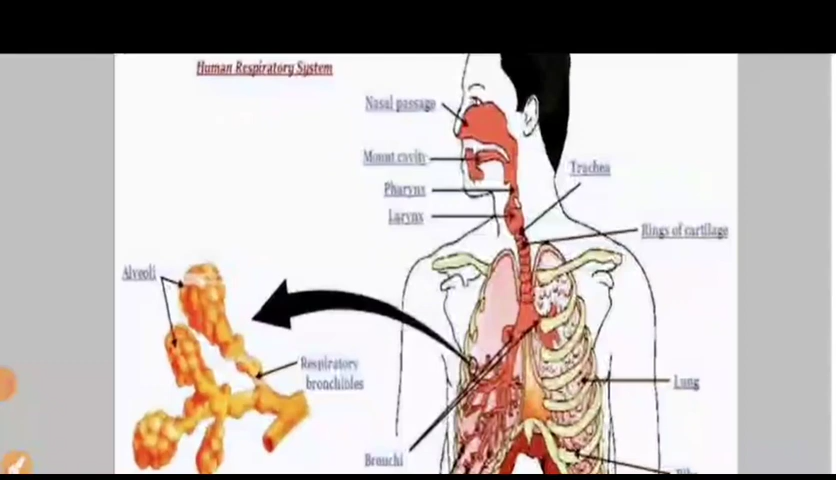 Human Respiratory System
Nasal passage
Mount cavity
Trachea
Pharynx
Larynx
Rings of cartilage
Alveoli
Respiratory
bronchioles
Lung
Bronchi